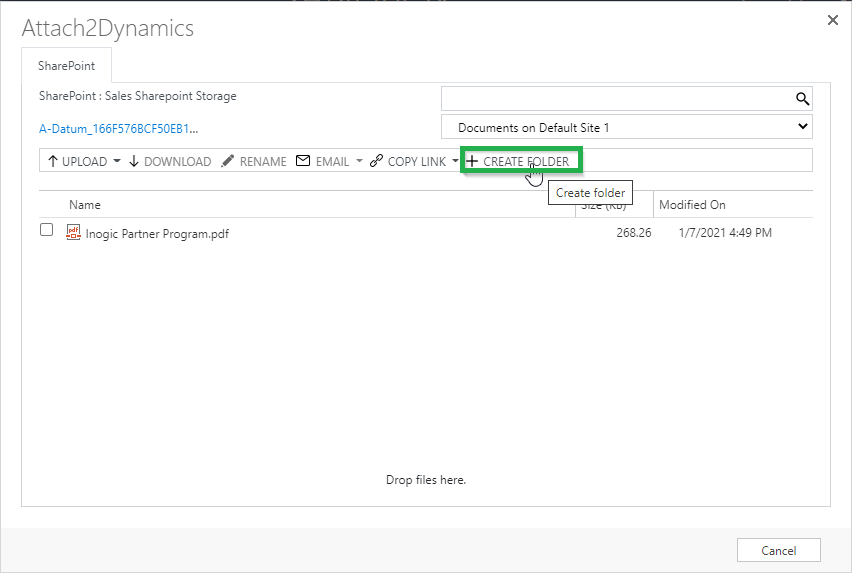 Attach2Dynamics
SharePoint
SharePoint : Sales Sharepoint Storage
A-Datum_166F576BCF50EB1...
Documents on Default Site 1
UPLOAD DOWNLOAD RENAME EMAIL COPY LINK CREATE FOLDER
Create folder
Name Size (KB) Modified On
pdf Inogic Partner Program.pdf 268.26 1/7/2021 4:49 PM
Drop files here.
Cancel